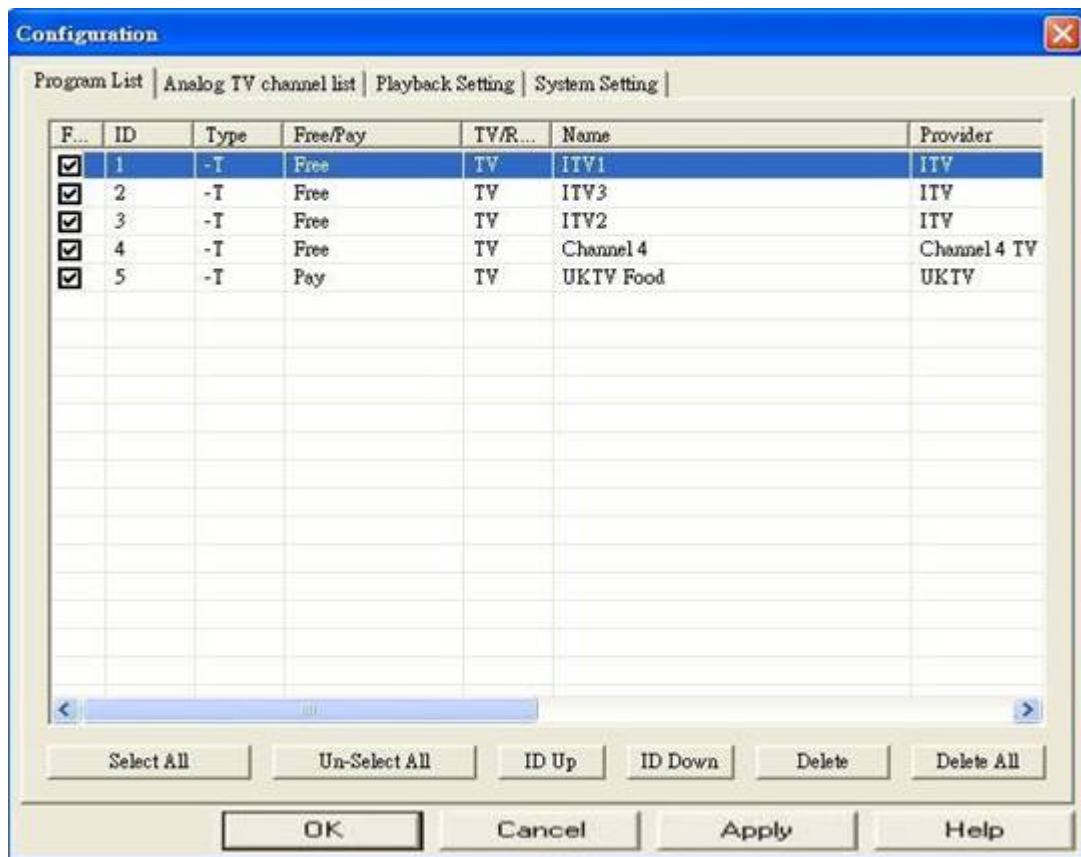 Configuration
Program List Analog TV channel list Playback Setting System Setting
F... ID Type Free/Pay TV/R... Name Provider
1 -T Free TV ITV1 ITV
2 -T Free TV ITV3 ITV
3 -T Free TV ITV2 ITV
4 -T Free TV Channel 4 Channel 4 TV
5 -T Pay TV UKTV Food UKTV
Select All Un-Select All ID Up ID Down Delete Delete All
OK Cancel Apply Help